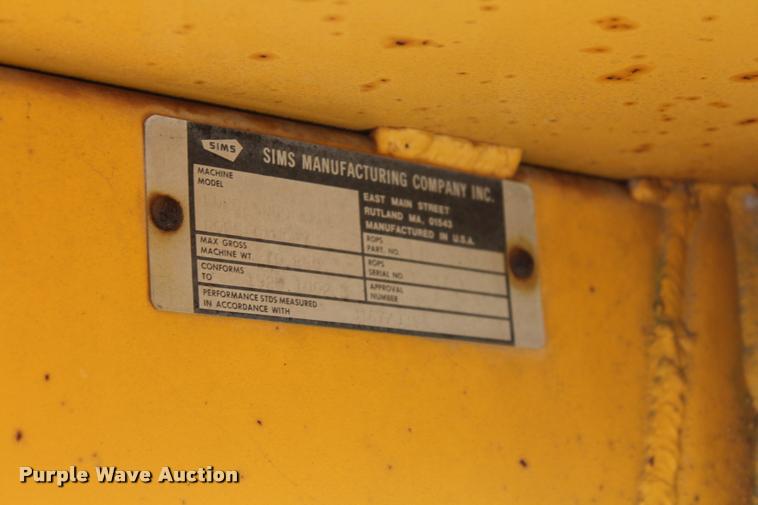 SIMS
SIMS MANUFACTURING COMPANY INC.
EAST MAIN STREET
RUTLAND MA, 01543
MANUFACTURED IN U.S.A.
MACHINE
MODEL
MAX GROSS
MACHINE WT
ROPS
PART. NO.
CONFORMS
TO
ROPS
SERIAL NO
APPROVAL
NUMBER
PERFORMANCE STDS MEASURED
IN ACCORDANCE WITH
Purple Wave Auction